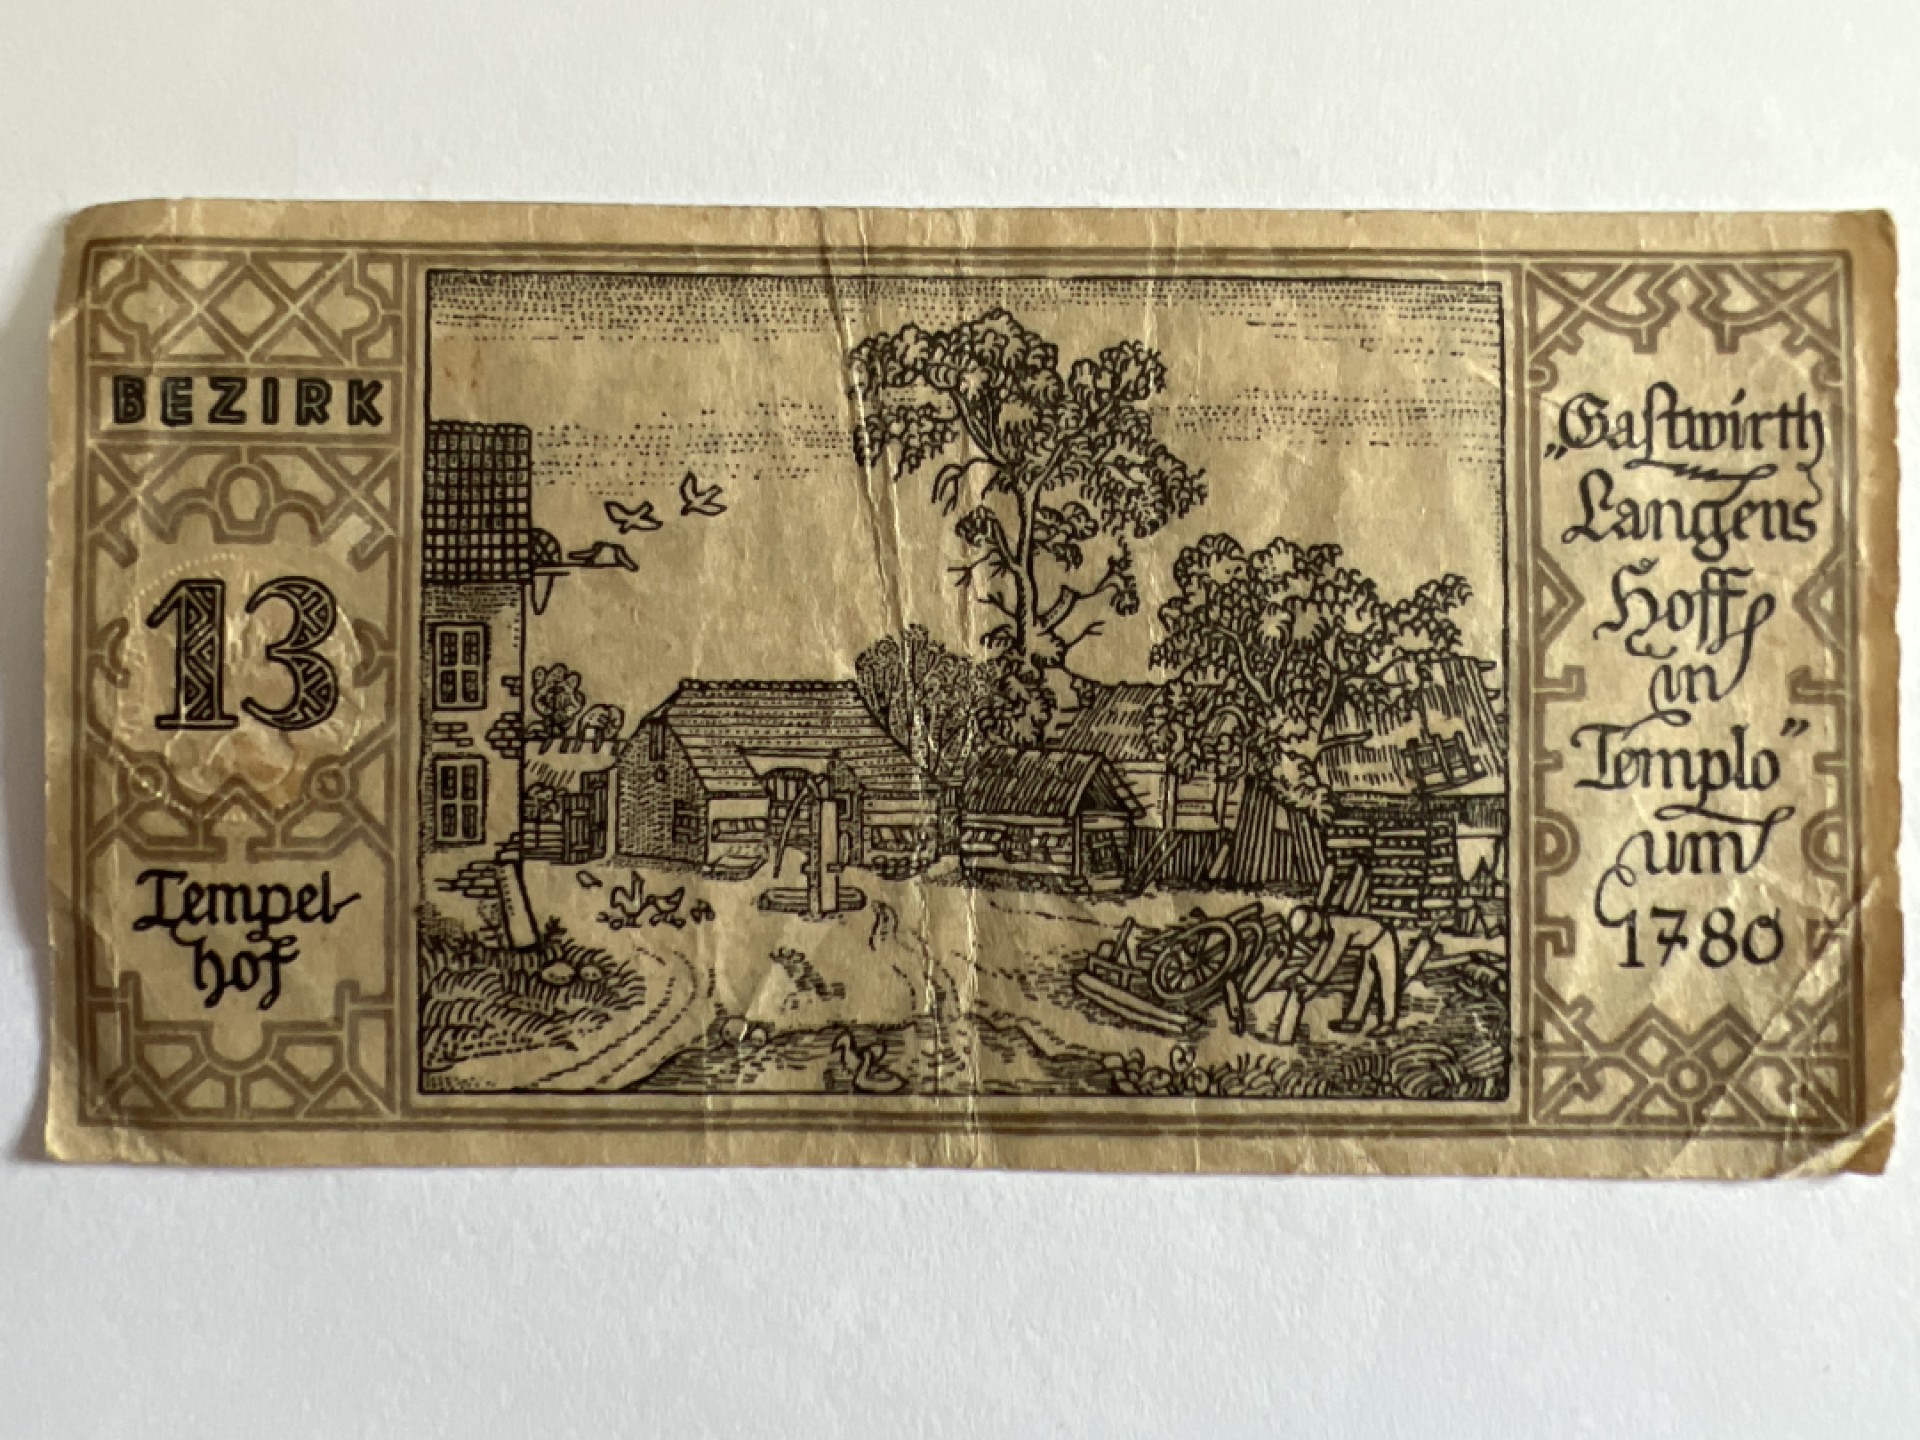 BEZIRK
13
Tempel-
hof
„Gastwirth
Langens
Hoff
in
Templo”
um
1780